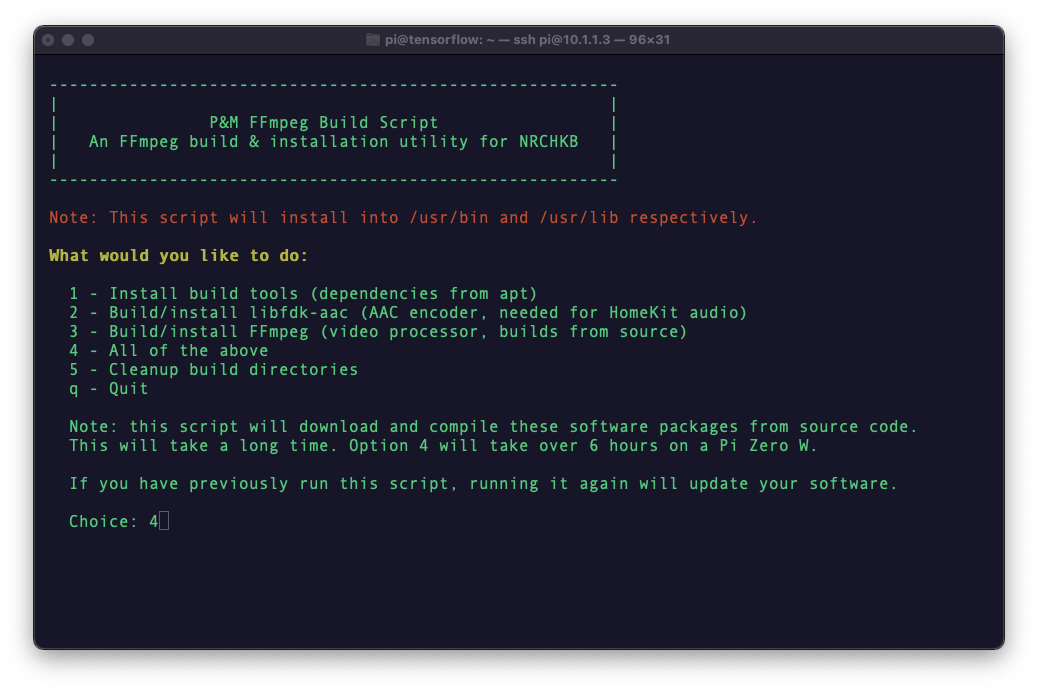 pi@tensorflow: ~ — ssh pi@10.1.1.3 — 96×31
P&M FFmpeg Build Script
An FFmpeg build & installation utility for NRCHKB
Note: This script will install into /usr/bin and /usr/lib respectively.
What would you like to do:
1 - Install build tools (dependencies from apt)
2 - Build/install libfdk-aac (AAC encoder, needed for HomeKit audio)
3 - Build/install FFmpeg (video processor, builds from source)
4 - All of the above
5 - Cleanup build directories
q - Quit
Note: this script will download and compile these software packages from source code.
This will take a long time. Option 4 will take over 6 hours on a Pi Zero W.
If you have previously run this script, running it again will update your software.
Choice: 4